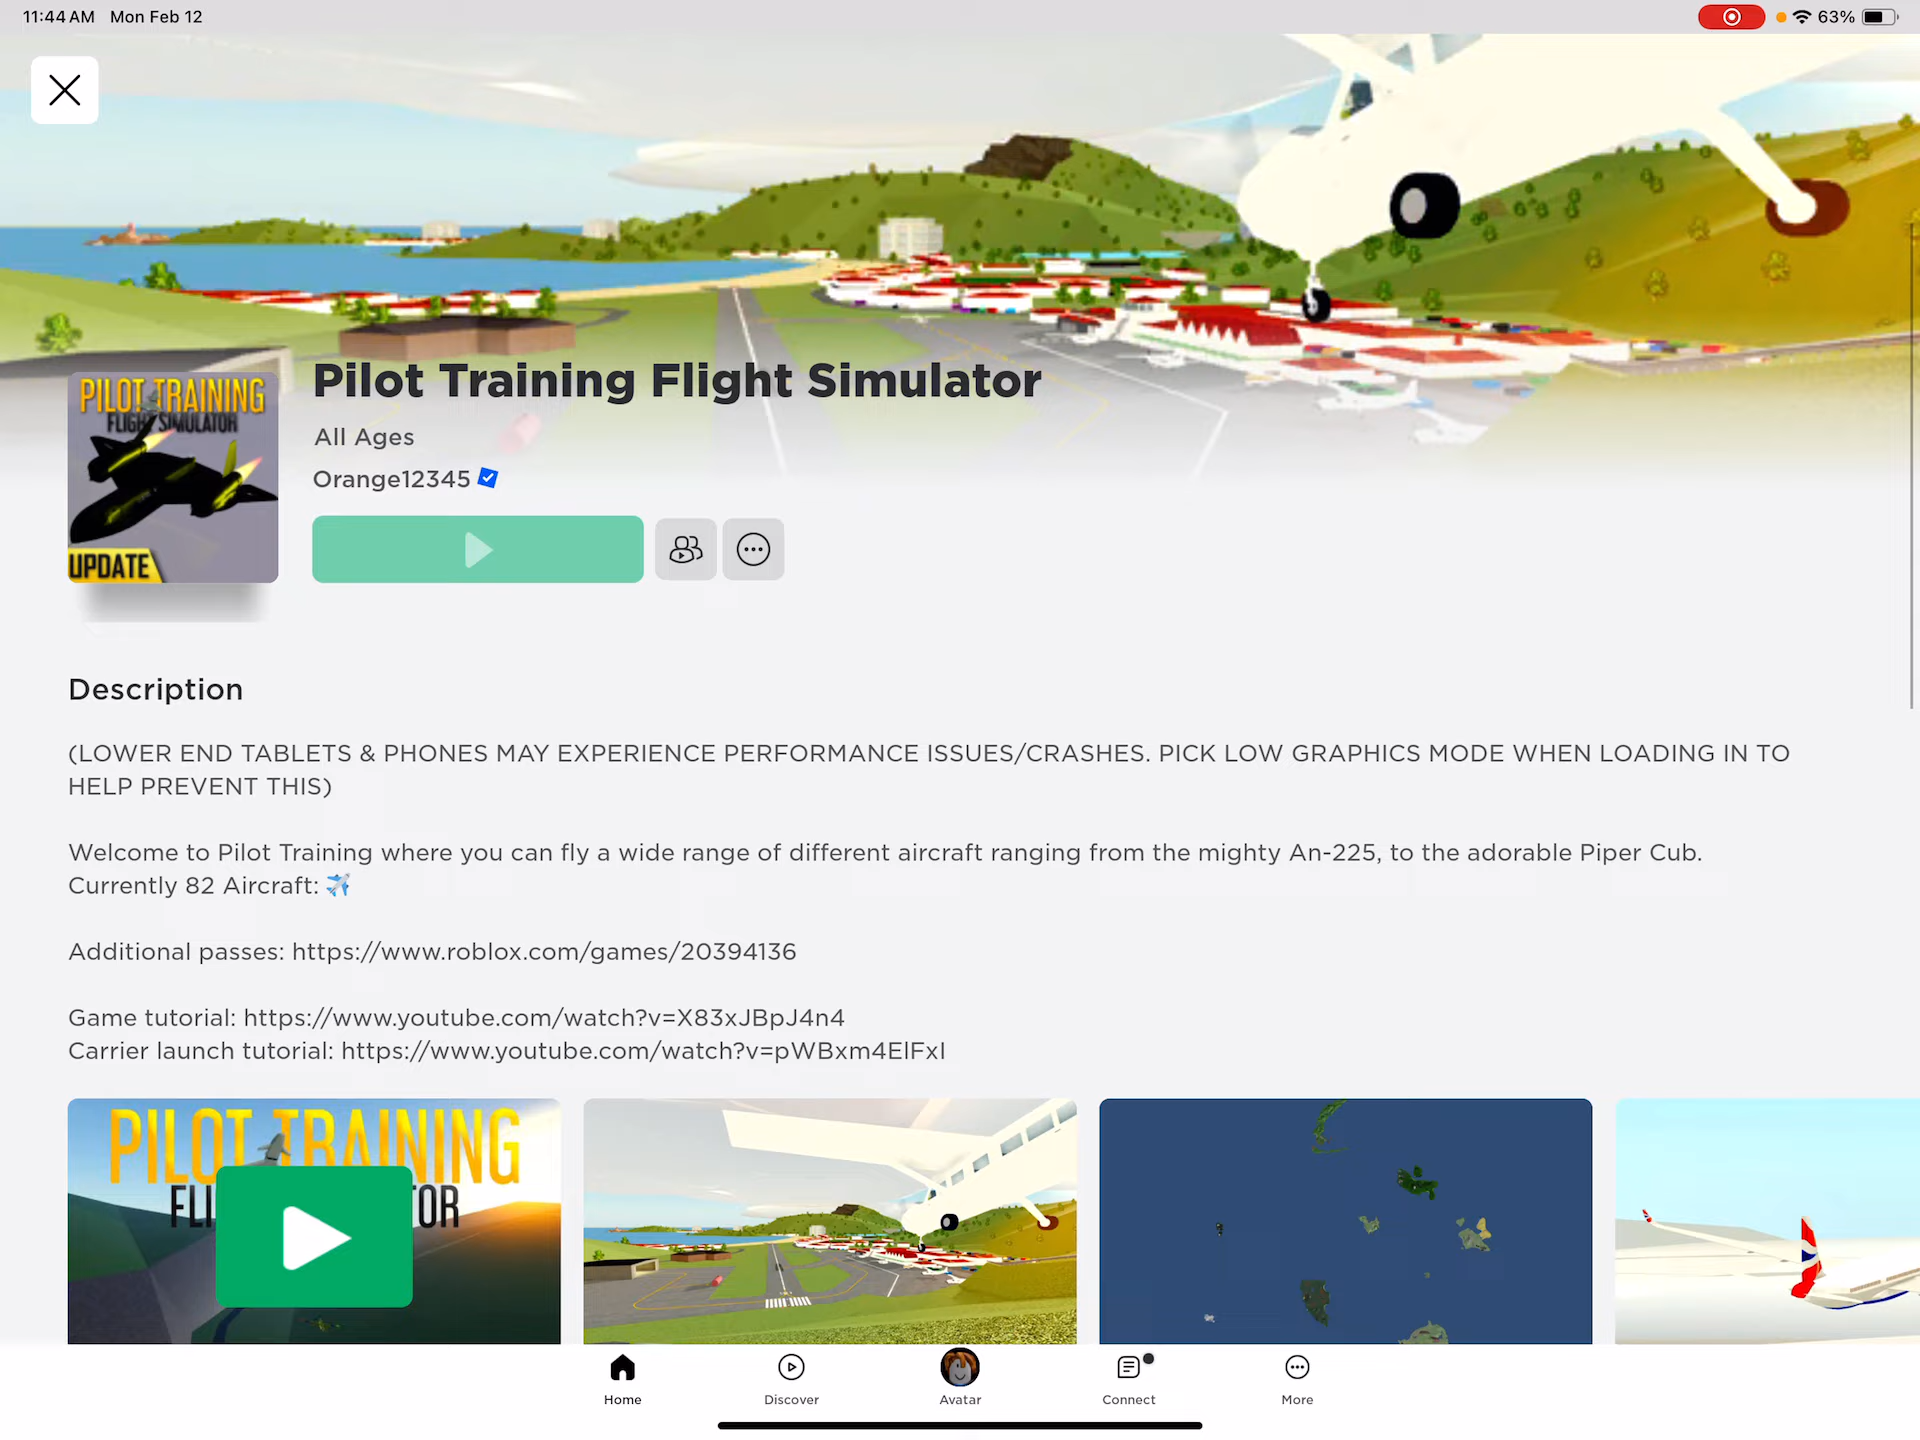 11:44 AM Mon Feb 12
63%
Pilot Training Flight Simulator
PILOT TRAINING
FLIGHT SIMULATOR
UPDATE
All Ages
Orange12345
Description
(LOWER END TABLETS & PHONES MAY EXPERIENCE PERFORMANCE ISSUES/CRASHES. PICK LOW GRAPHICS MODE WHEN LOADING IN TO
HELP PREVENT THIS)
Welcome to Pilot Training where you can fly a wide range of different aircraft ranging from the mighty An-225, to the adorable Piper Cub.
Currently 82 Aircraft: ✈️
Additional passes: https://www.roblox.com/games/20394136
Game tutorial: https://www.youtube.com/watch?v=X83xJBpJ4n4
Carrier launch tutorial: https://www.youtube.com/watch?v=pWBxm4ElFxI
PILOT TRAINING
FLI OR
Home Discover Avatar Connect More